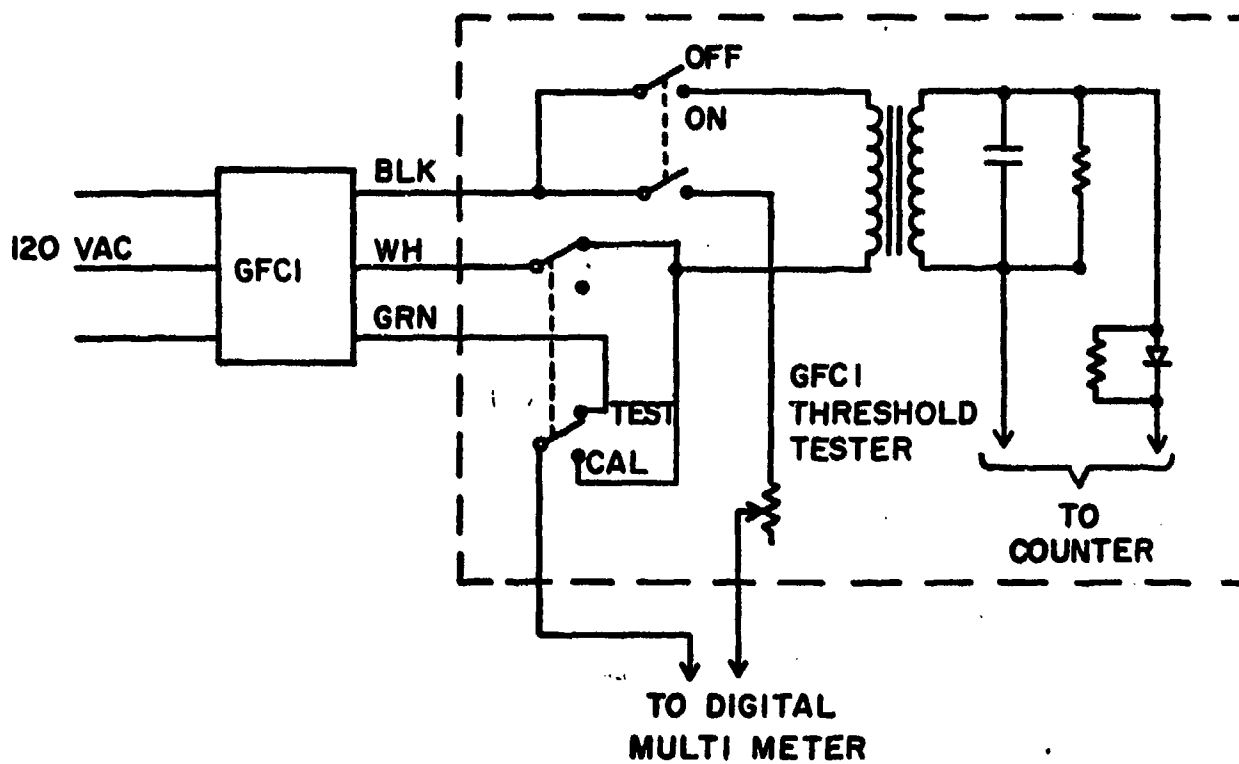 OFF
ON
BLK
120 VAC
WH
GFCI
GRN
TEST
CAL
GFCI
THRESHOLD
TESTER
TO
COUNTER
TO DIGITAL
MULTI METER